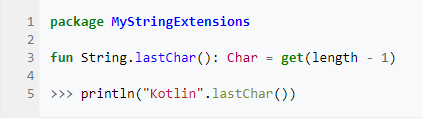 1 package MyStringExtensions
2
3 fun String.lastChar(): Char = get(length - 1)
4
5 >>> println("Kotlin".lastChar())